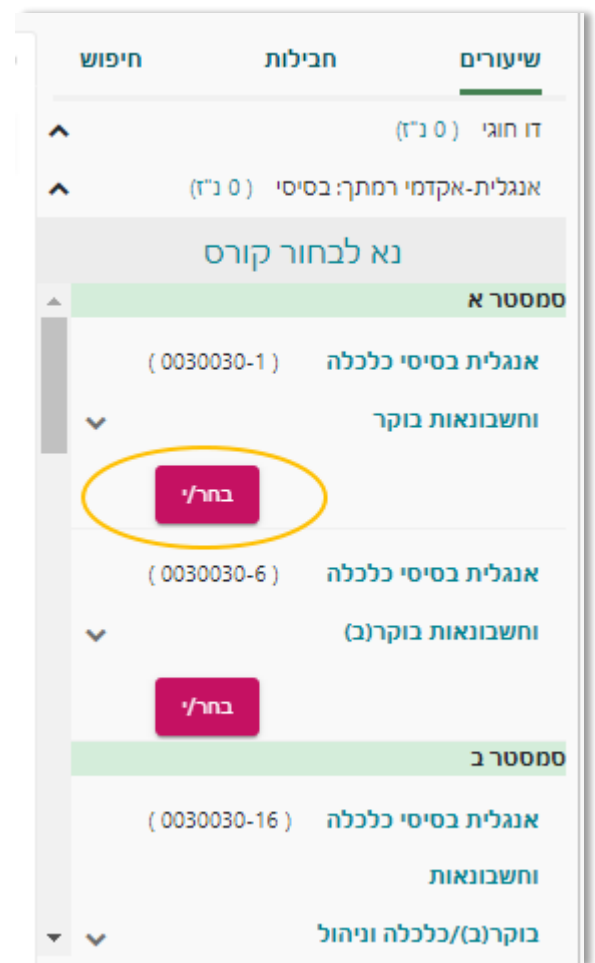 שיעורים חבילות חיפוש
דו חוגי ( 0 נ"ז)
אנגלית-אקדמי רמתך: בסיסי ( 0 נ"ז)
נא לבחור קורס
סמסטר א
אנגלית בסיסי כלכלה ( 0030030-1 )
וחשבונאות בוקר
בחר/י
אנגלית בסיסי כלכלה ( 0030030-6 )
וחשבונאות בוקר(ב)
בחר/י
סמסטר ב
אנגלית בסיסי כלכלה ( 0030030-16 )
וחשבונאות
בוקר(ב)/כלכלה וניהול